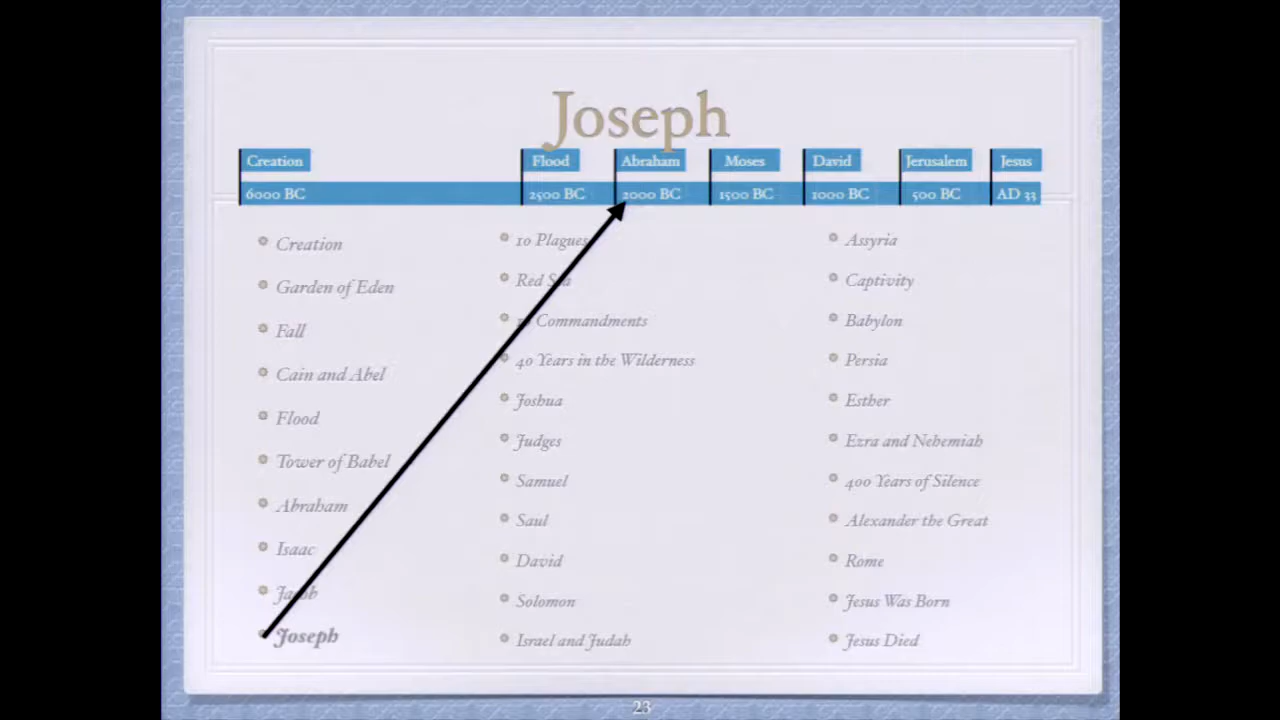 Joseph
Creation Flood Abraham Moses David Jerusalem Jesus
6000 BC 2500 BC 2000 BC 1500 BC 1000 BC 500 BC AD 33
Creation
Garden of Eden
Fall
Cain and Abel
Flood
Tower of Babel
Abraham
Isaac
Jacob
Joseph
10 Plagues
Red Sea
10 Commandments
40 Years in the Wilderness
Joshua
Judges
Samuel
Saul
David
Solomon
Israel and Judah
Assyria
Captivity
Babylon
Persia
Esther
Ezra and Nehemiah
400 Years of Silence
Alexander the Great
Rome
Jesus Was Born
Jesus Died
23